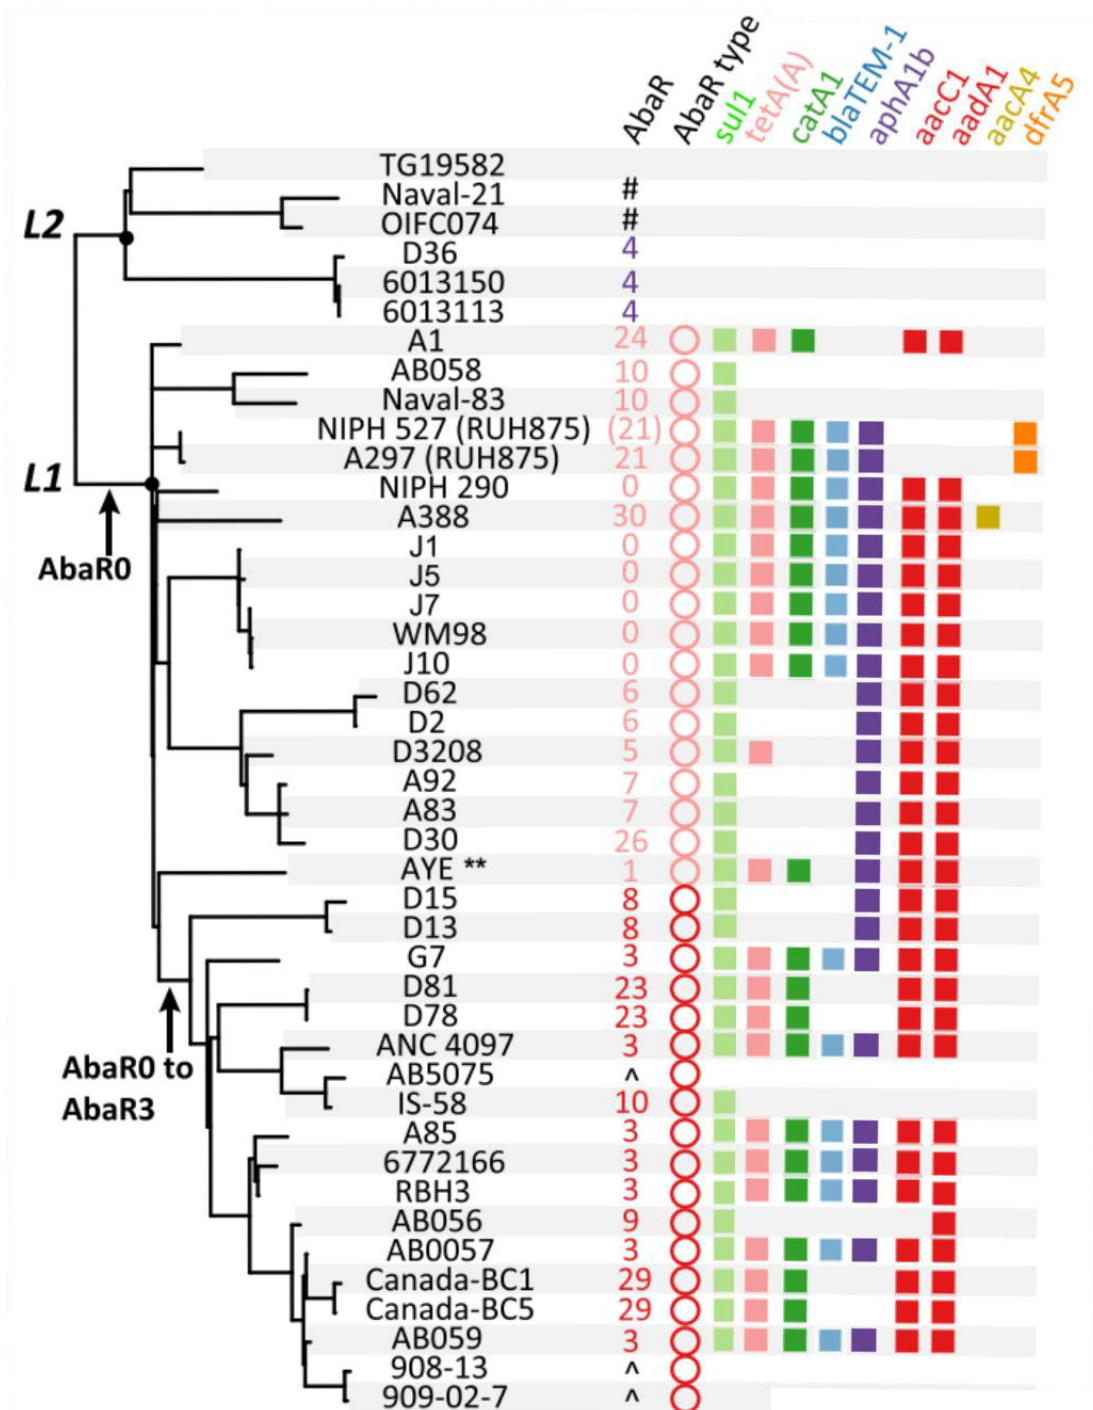 AbaR AbaR type sul1 tetA(A) catA1 blaTEM-1 aphA1b aacC1 aadA1 aacA4 dfrA5
TG19582
Naval-21 #
L2
OIFC074 #
D36 4
6013150 4
6013113 4
A1 24
AB058 10
Naval-83 10
NIPH 527 (RUH875) (21)
A297 (RUH875) 21
L1
NIPH 290 0
A388 30
J1 0
AbaR0
J5 0
J7 0
WM98 0
J10 0
D62 6
D2 6
D3208 5
A92 7
A83 7
D30 26
AYE ** 1
D15 8
D13 8
G7 3
D81 23
D78 23
ANC 4097 3
AbaR0 to
AB5075 ^
AbaR3
IS-58 10
A85 3
6772166 3
RBH3 3
AB056 9
AB0057 3
Canada-BC1 29
Canada-BC5 29
AB059 3
908-13 ^
909-02-7 ^